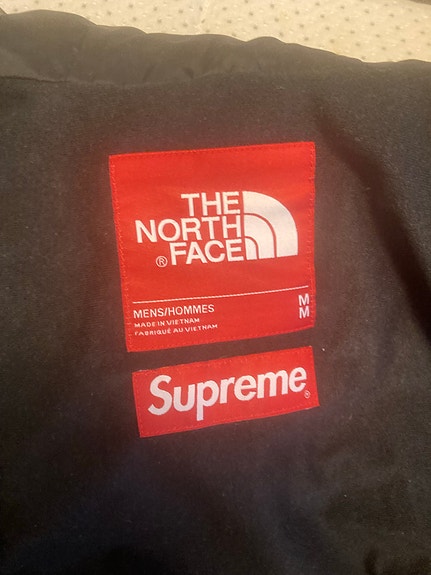 THE
NORTH
® FACE
MENS/HOMMES M
MADE IN VIETNAM M
FABRIQUÉ AU VIETNAM
Supreme®